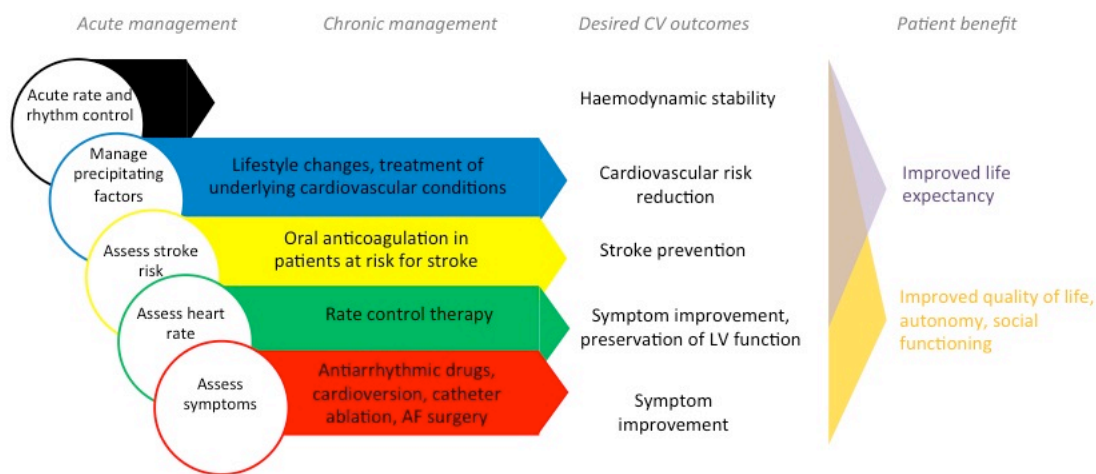 Acute management
Chronic management
Desired CV outcomes
Patient benefit
Acute rate and
rhythm control
Haemodynamic stability
Manage
precipitating
factors
Lifestyle changes, treatment of
underlying cardiovascular conditions
Cardiovascular risk
reduction
Improved life
expectancy
Assess stroke
risk
Oral anticoagulation in
patients at risk for stroke
Stroke prevention
Assess heart
rate
Rate control therapy
Symptom improvement,
preservation of LV function
Improved quality of life,
autonomy, social
functioning
Assess
symptoms
Antiarrhythmic drugs,
cardioversion, catheter
ablation, AF surgery
Symptom
improvement